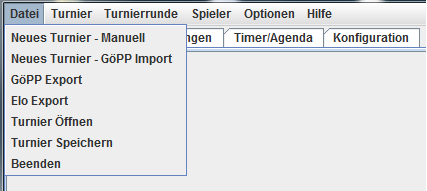 Datei Turnier Turnierrunde Spieler Optionen Hilfe
Neues Turnier - Manuell
ngen Timer/Agenda Konfiguration
Neues Turnier - GöPP Import
GöPP Export
Elo Export
Turnier Öffnen
Turnier Speichern
Beenden